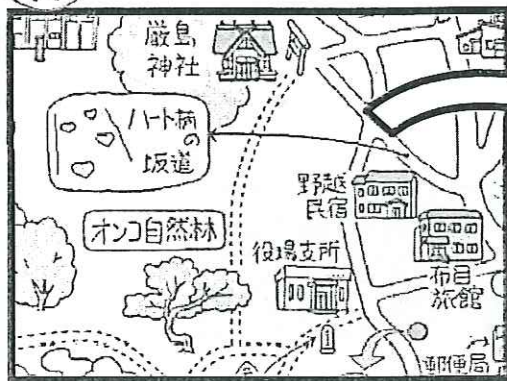 厳島
神社
ハート柄
の
坂道
野越
民宿
オンコ自然林
役場支所
布目
旅館
郵便局